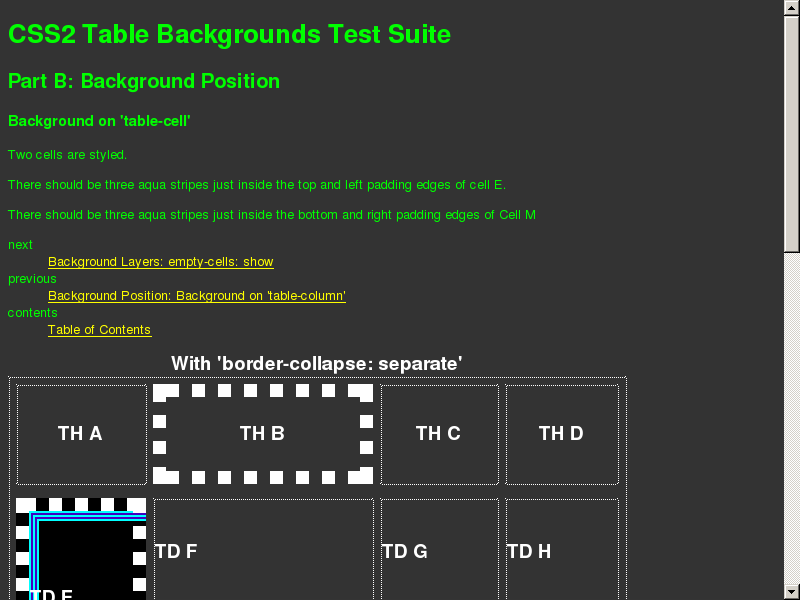 CSS2 Table Backgrounds Test Suite
Part B: Background Position
Background on 'table-cell'
Two cells are styled.
There should be three aqua stripes just inside the top and left padding edges of cell E.
There should be three aqua stripes just inside the bottom and right padding edges of Cell M
next
Background Layers: empty-cells: show
previous
Background Position: Background on 'table-column'
contents
Table of Contents
With 'border-collapse: separate'
TH A TH B TH C TH D
TD F TD G TD H
TD E